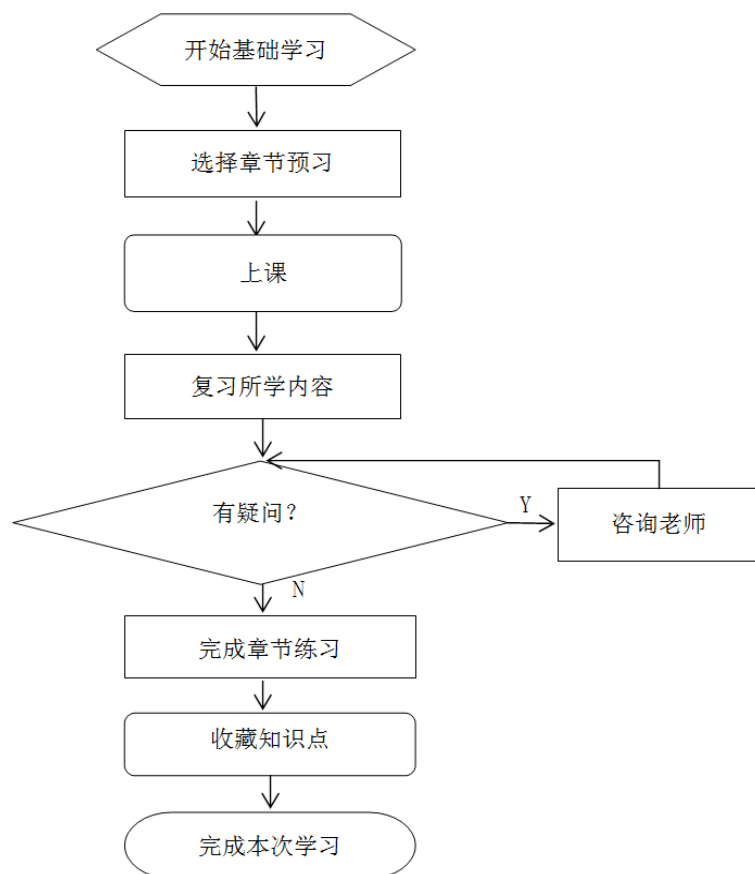 开始基础学习
选择章节预习
上课
复习所学内容
有疑问？
Y
咨询老师
N
完成章节练习
收藏知识点
完成本次学习